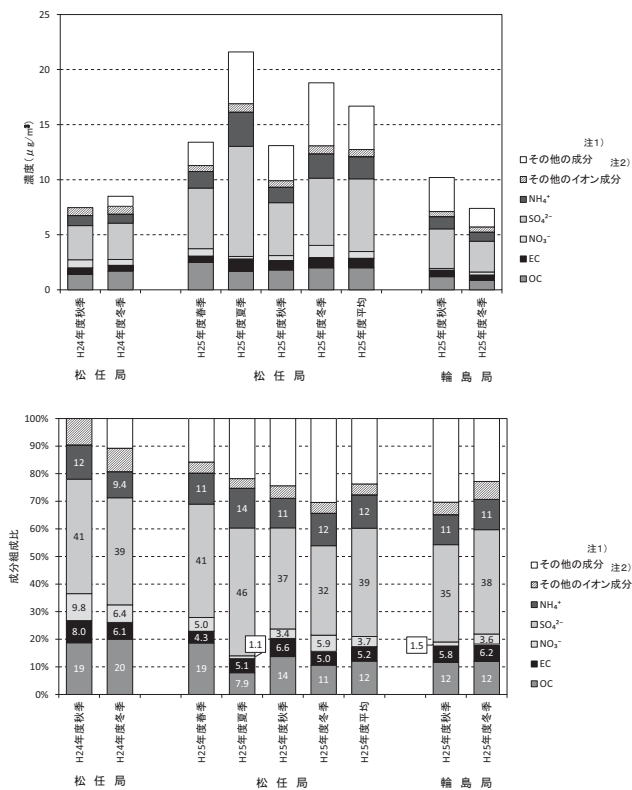 25
20
15
10
5
0
濃度(μg/m³)
注1)
その他の成分 注2)
その他のイオン成分
NH₄⁺
SO₄²⁻
NO₃⁻
EC
OC
H24年度秋季
H24年度冬季
H25年度春季
H25年度夏季
H25年度秋季
H25年度冬季
H25年度平均
H25年度秋季
H25年度冬季
松任局 松任局 輪島局
100%
90%
80%
70%
60%
50%
40%
30%
20%
10%
0%
成分組成比
12
41
9.8
8.0
19
9.4
39
6.4
6.1
20
11
41
5.0
4.3
19
14
46
1.1
5.1
7.9
11
37
3.4
6.6
14
12
32
5.9
5.0
11
12
39
3.7
5.2
12
11
35
1.5
5.8
12
11
38
3.6
6.2
12
注1)
その他の成分 注2)
その他のイオン成分
NH₄⁺
SO₄²⁻
NO₃⁻
EC
OC
H24年度秋季
H24年度冬季
H25年度春季
H25年度夏季
H25年度秋季
H25年度冬季
H25年度平均
H25年度秋季
H25年度冬季
松任局 松任局 輪島局